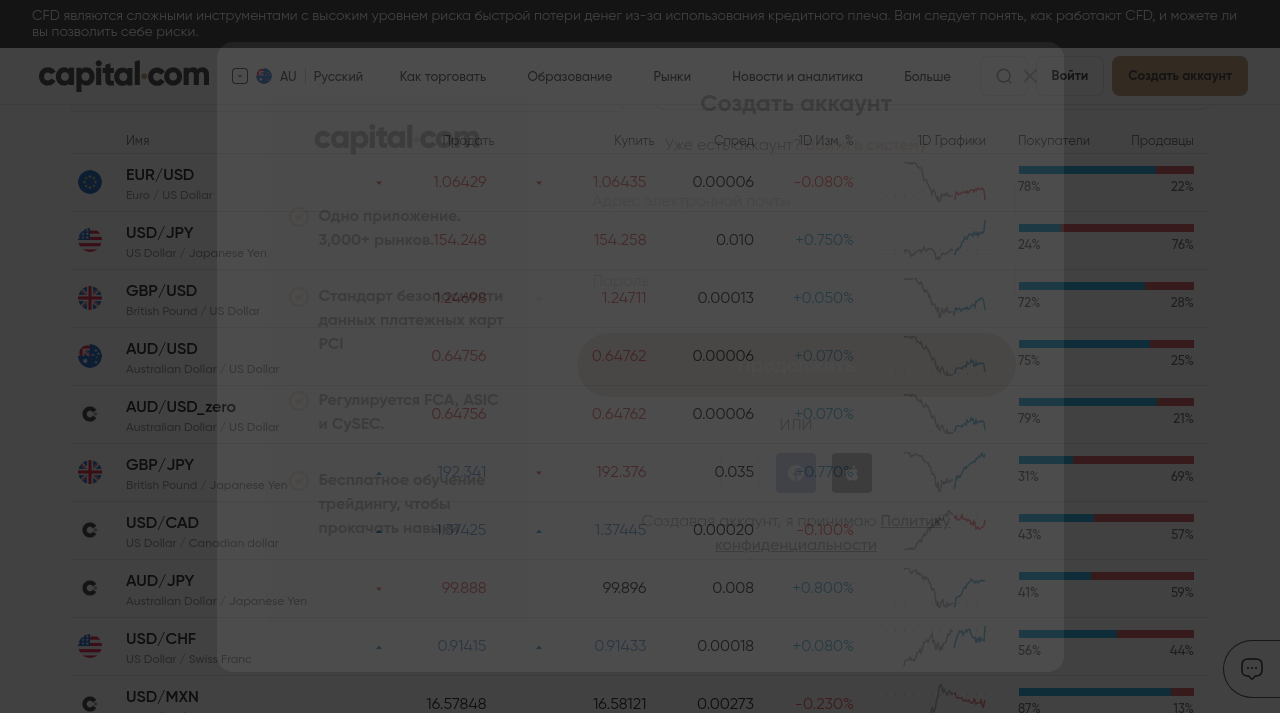 CFD являются сложными инструментами с высоким уровнем риска быстрой потери денег из-за использования кредитного плеча. Вам следует понять, как работают CFD, и можете ли
вы позволить себе риски.
capital.com
AU Русский Как торговать Образование Рынки Новости и аналитика Больше Войти Создать аккаунт
Создать аккаунт
capital.com
Уже есть аккаунт?
Имя Продать Купить Спред 1D Изм, % 1D Графики Покупатели Продавцы
EUR/USD 1.06429 1.06435 0.00006 -0.080% 78% 22%
Euro / US Dollar
Адрес электронной почты
Одно приложение.
3,000+ рынков.
USD/JPY 154.248 154.258 0.010 +0.750% 24% 76%
US Dollar / Japanese Yen
Пароль
Стандарт безопасности
данных платежных карт
PCI
GBP/USD 1.24698 1.24711 0.00013 +0.050% 72% 28%
British Pound / US Dollar
AUD/USD 0.64756 0.64762 0.00006 +0.070% 75% 25%
Australian Dollar / US Dollar
Продолжить
Регулируется FCA, ASIC
и CySEC.
AUD/USD_zero 0.64756 0.64762 0.00006 +0.070% 79% 21%
Australian Dollar / US Dollar
ИЛИ
GBP/JPY 192.341 192.376 0.035 -0.770% 31% 69%
British Pound / Japanese Yen
Бесплатное обучение
трейдингу, чтобы
прокачать навыки
USD/CAD 1.37425 1.37445 0.00020 -0.100% 43% 57%
US Dollar / Canadian dollar
Создавая аккаунт, я принимаю Политику
конфиденциальности
AUD/JPY 99.888 99.896 0.008 +0.800% 41% 59%
Australian Dollar / Japanese Yen
USD/CHF 0.91415 0.91433 0.00018 +0.080% 56% 44%
US Dollar / Swiss Franc
USD/MXN 16.57848 16.58121 0.00273 -0.230% 87% 13%